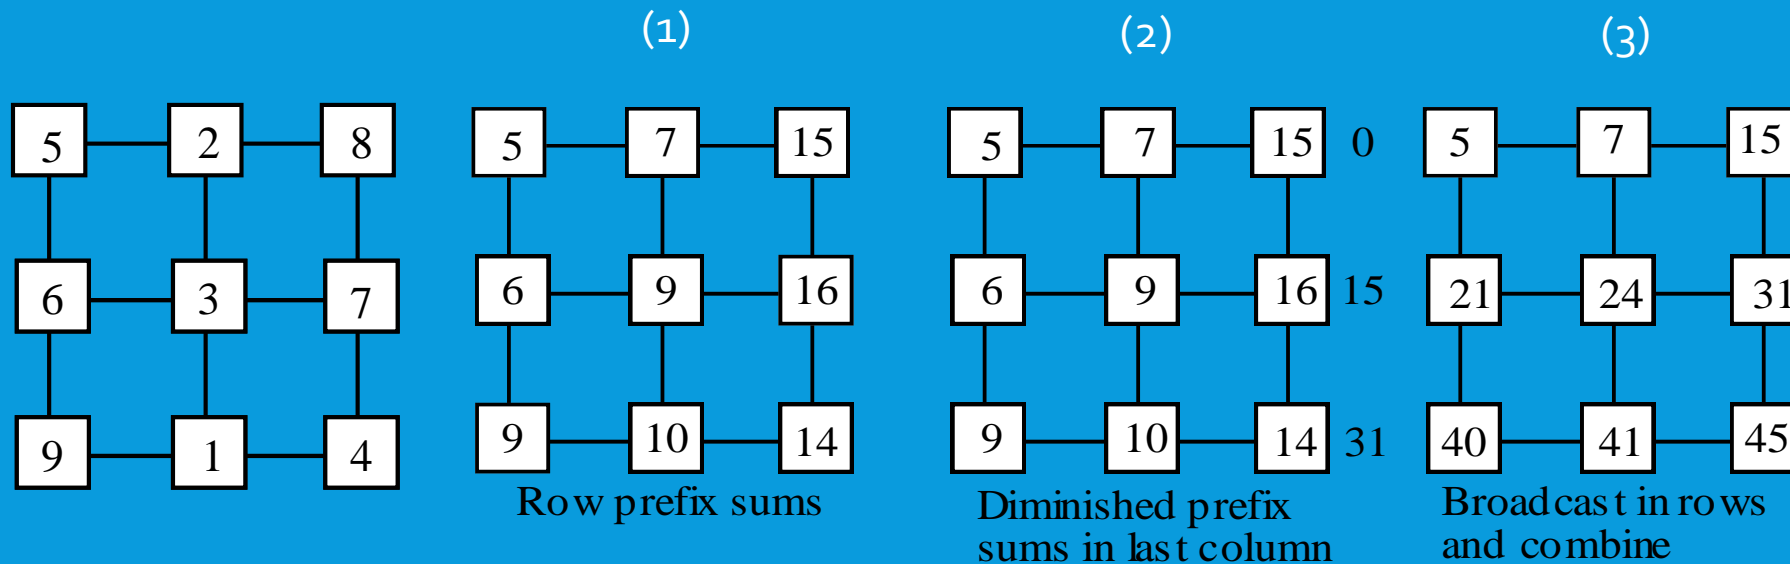 (1) (2) (3)
5 2 8 5 7 15 5 7 15 0 5 7 15
6 3 7 6 9 16 6 9 16 15 21 24 31
9 1 4 9 10 14 9 10 14 31 40 41 45
Row prefix sums
Diminished prefix
sums in last column
Broadcast in rows
and combine